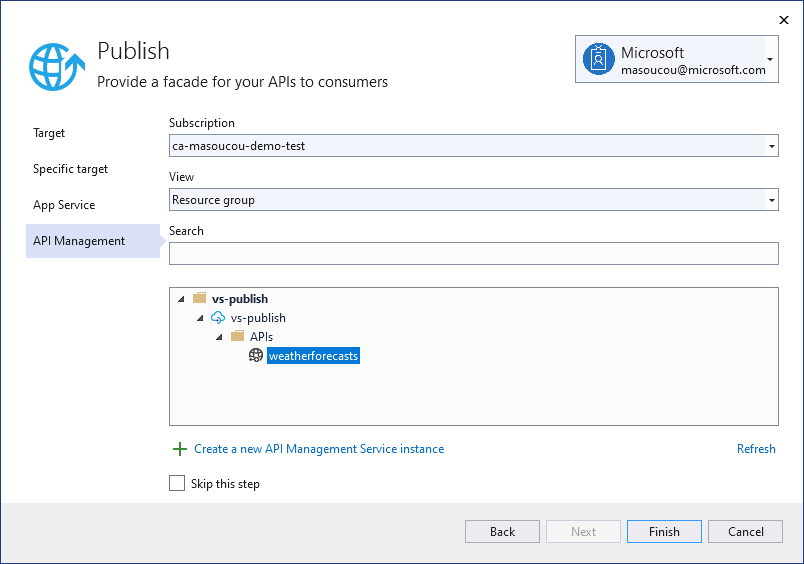 Publish
Provide a facade for your APIs to consumers
Microsoft
masoucou@microsoft.com
Target
Specific target
App Service
API Management
Subscription
ca-masoucou-demo-test
View
Resource group
Search
vs-publish
vs-publish
APIs
weatherforecasts
Create a new API Management Service instance
Refresh
Skip this step
Back
Next
Finish
Cancel